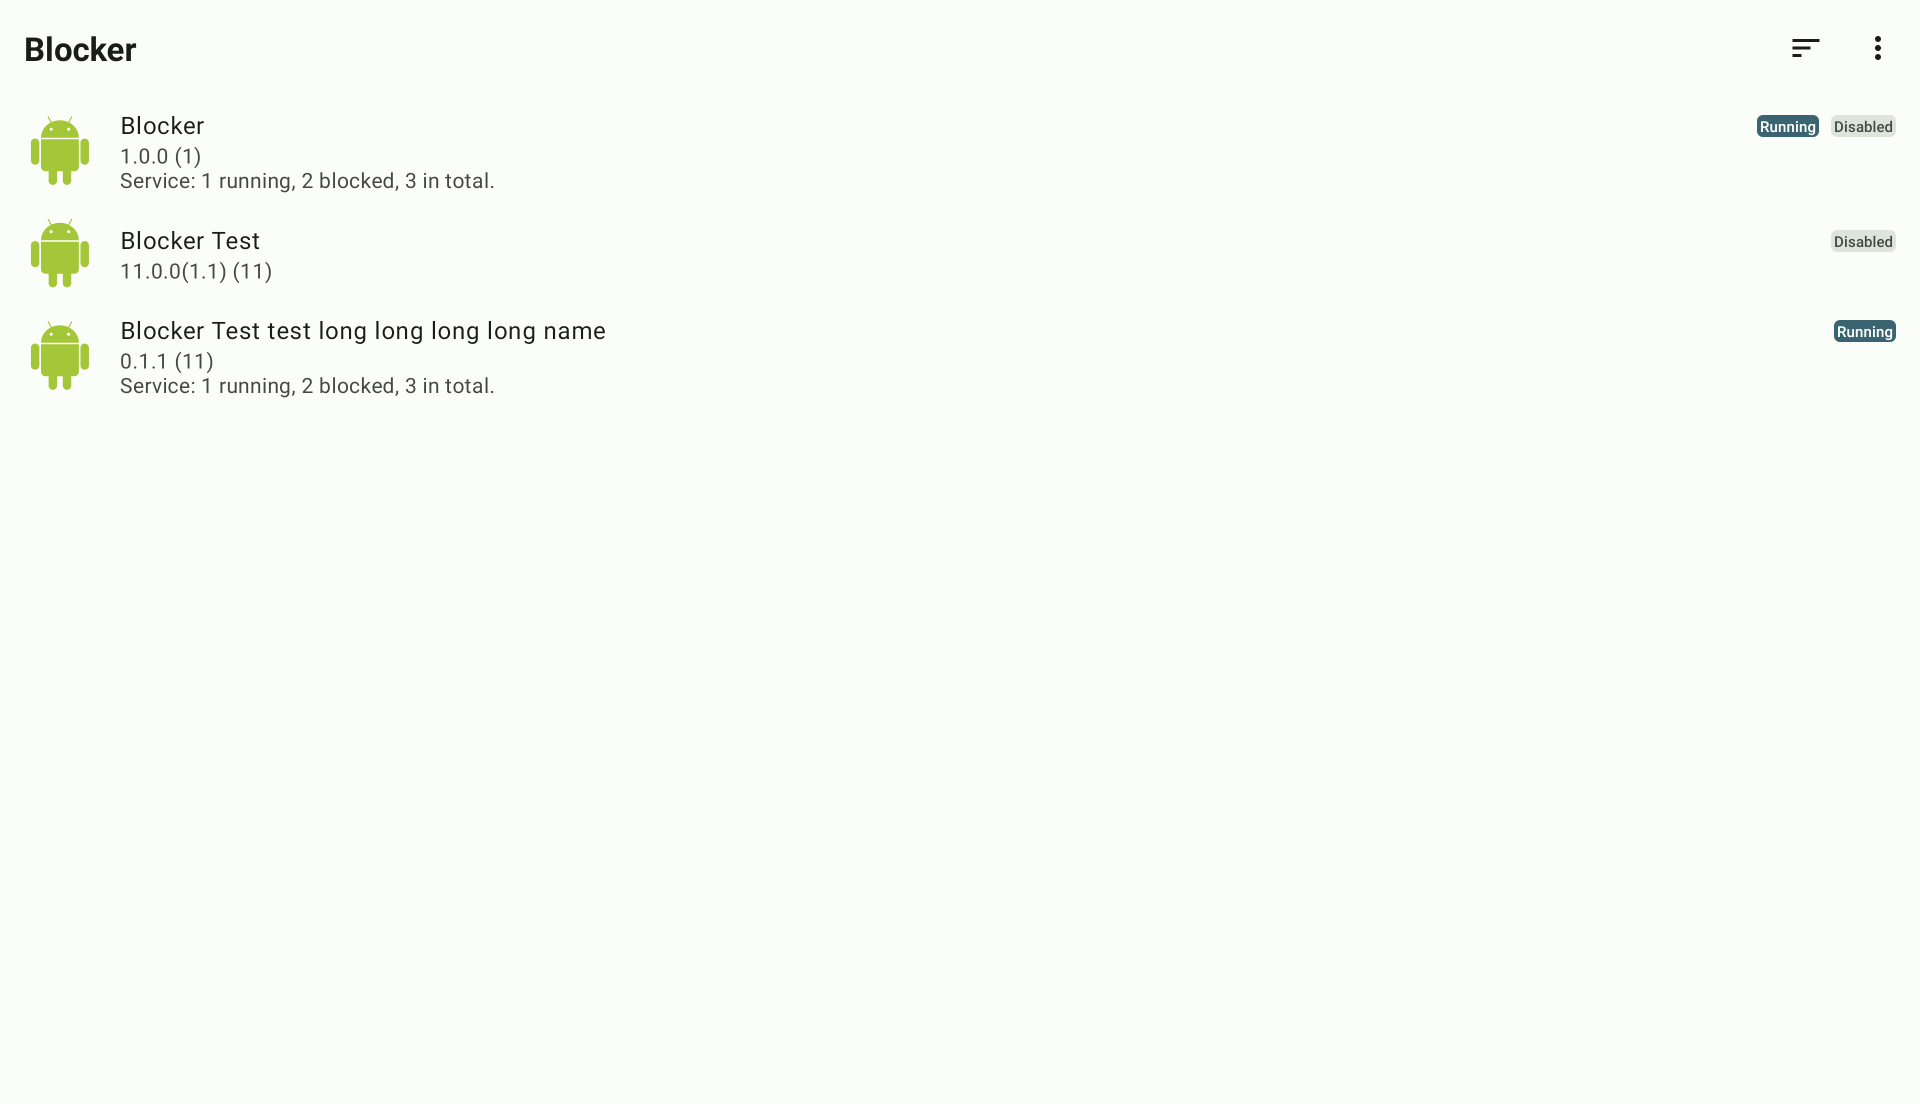 Blocker
Blocker Running Disabled
1.0.0 (1)
Service: 1 running, 2 blocked, 3 in total.
Blocker Test Disabled
11.0.0(1.1) (11)
Blocker Test test long long long long name Running
0.1.1 (11)
Service: 1 running, 2 blocked, 3 in total.